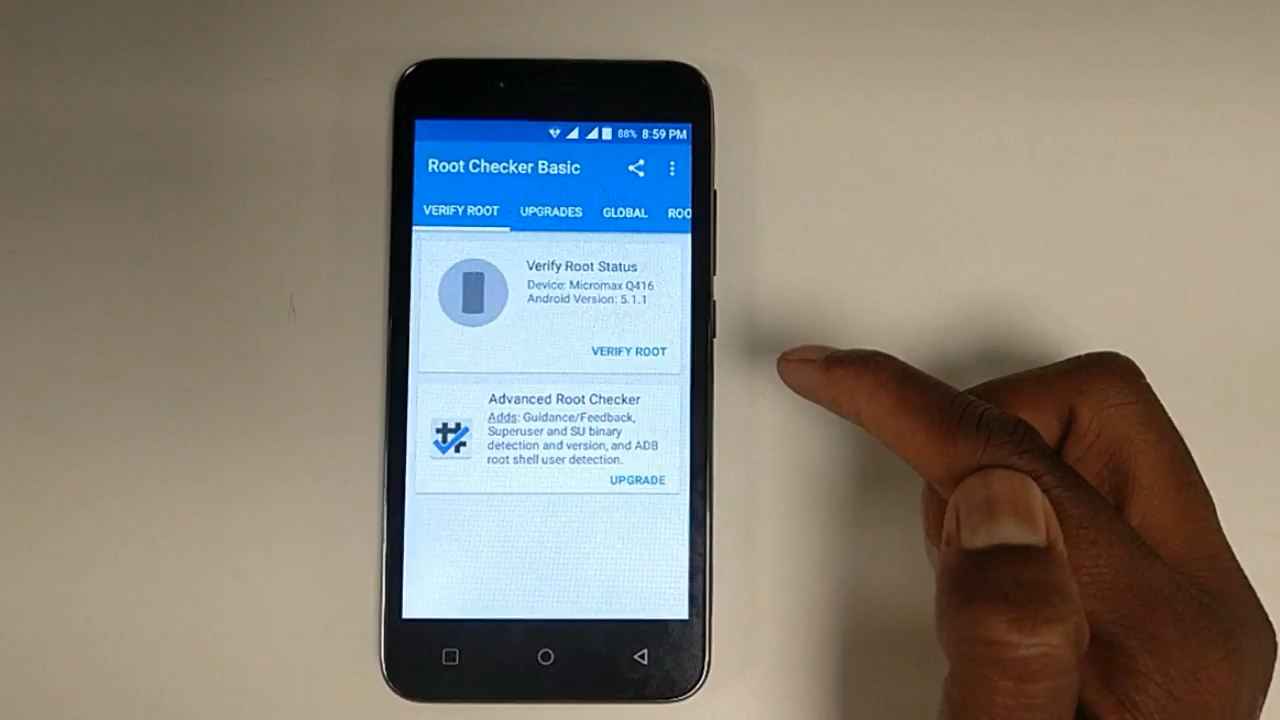 88% 8:59 PM
Root Checker Basic
VERIFY ROOT UPGRADES GLOBAL ROO
Verify Root Status
Device: Micromax Q416
Android Version: 5.1.1
VERIFY ROOT
Advanced Root Checker
Adds: Guidance/Feedback,
Superuser and SU binary
detection and version, and ADB
root shell user detection.
UPGRADE